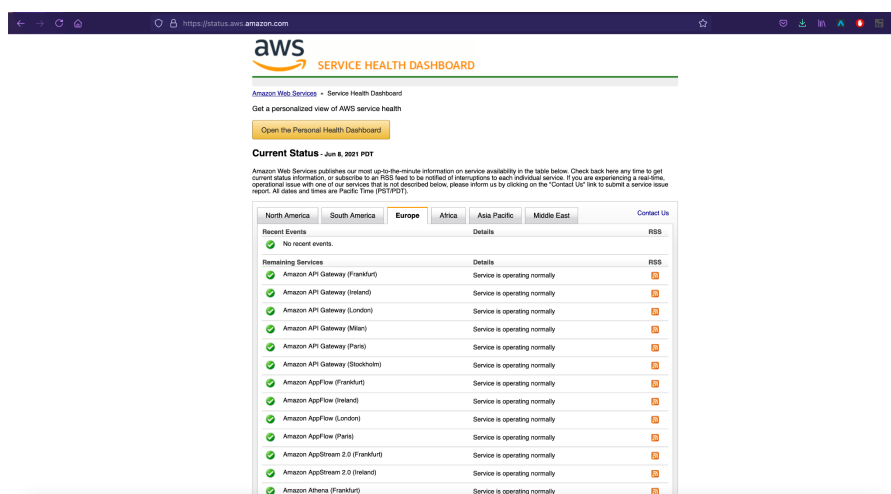 https://status.aws.amazon.com
aws
SERVICE HEALTH DASHBOARD
Amazon Web Services » Service Health Dashboard
Get a personalized view of AWS service health
Open the Personal Health Dashboard
Current Status - Jun 8, 2021 PDT
Amazon Web Services publishes our most up-to-the-minute information on service availability in the table below. Check back here any time to get
current status information, or subscribe to an RSS feed to be notified of interruptions to each individual service. If you are experiencing a real-time,
operational issue with one of our services that is not described below, please inform us by clicking on the "Contact Us" link to submit a service issue
report. All dates and times are Pacific Time (PST/PDT).
North America South America Europe Africa Asia Pacific Middle East Contact Us
Recent Events Details RSS
No recent events.
Remaining Services Details RSS
Amazon API Gateway (Frankfurt) Service is operating normally
Amazon API Gateway (Ireland) Service is operating normally
Amazon API Gateway (London) Service is operating normally
Amazon API Gateway (Milan) Service is operating normally
Amazon API Gateway (Paris) Service is operating normally
Amazon API Gateway (Stockholm) Service is operating normally
Amazon AppFlow (Frankfurt) Service is operating normally
Amazon AppFlow (Ireland) Service is operating normally
Amazon AppFlow (London) Service is operating normally
Amazon AppFlow (Paris) Service is operating normally
Amazon AppStream 2.0 (Frankfurt) Service is operating normally
Amazon AppStream 2.0 (Ireland) Service is operating normally
Amazon Athena (Frankfurt) Service is operating normally